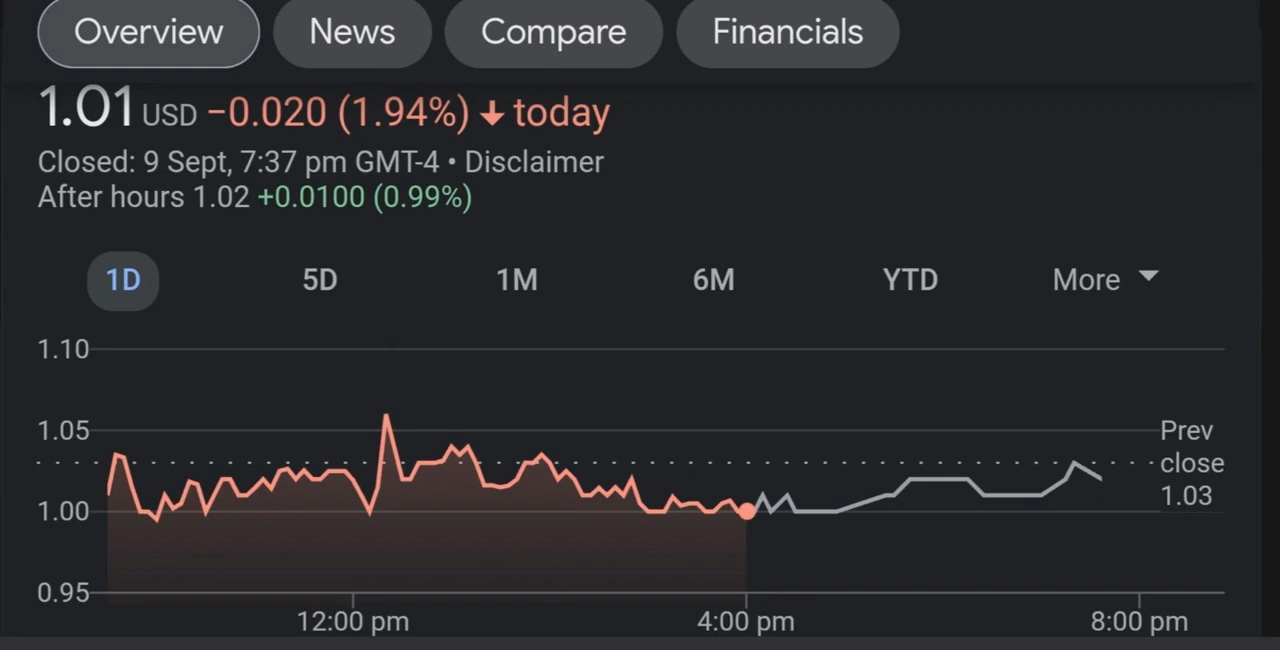 Overview News Compare Financials
1.01 USD −0.020 (1.94%) ↓ today
Closed: 9 Sept, 7:37 pm GMT-4 • Disclaimer
After hours 1.02 +0.0100 (0.99%)
1D 5D 1M 6M YTD More
1.10
1.05
1.00
0.95
Prev
close
1.03
12:00 pm 4:00 pm 8:00 pm